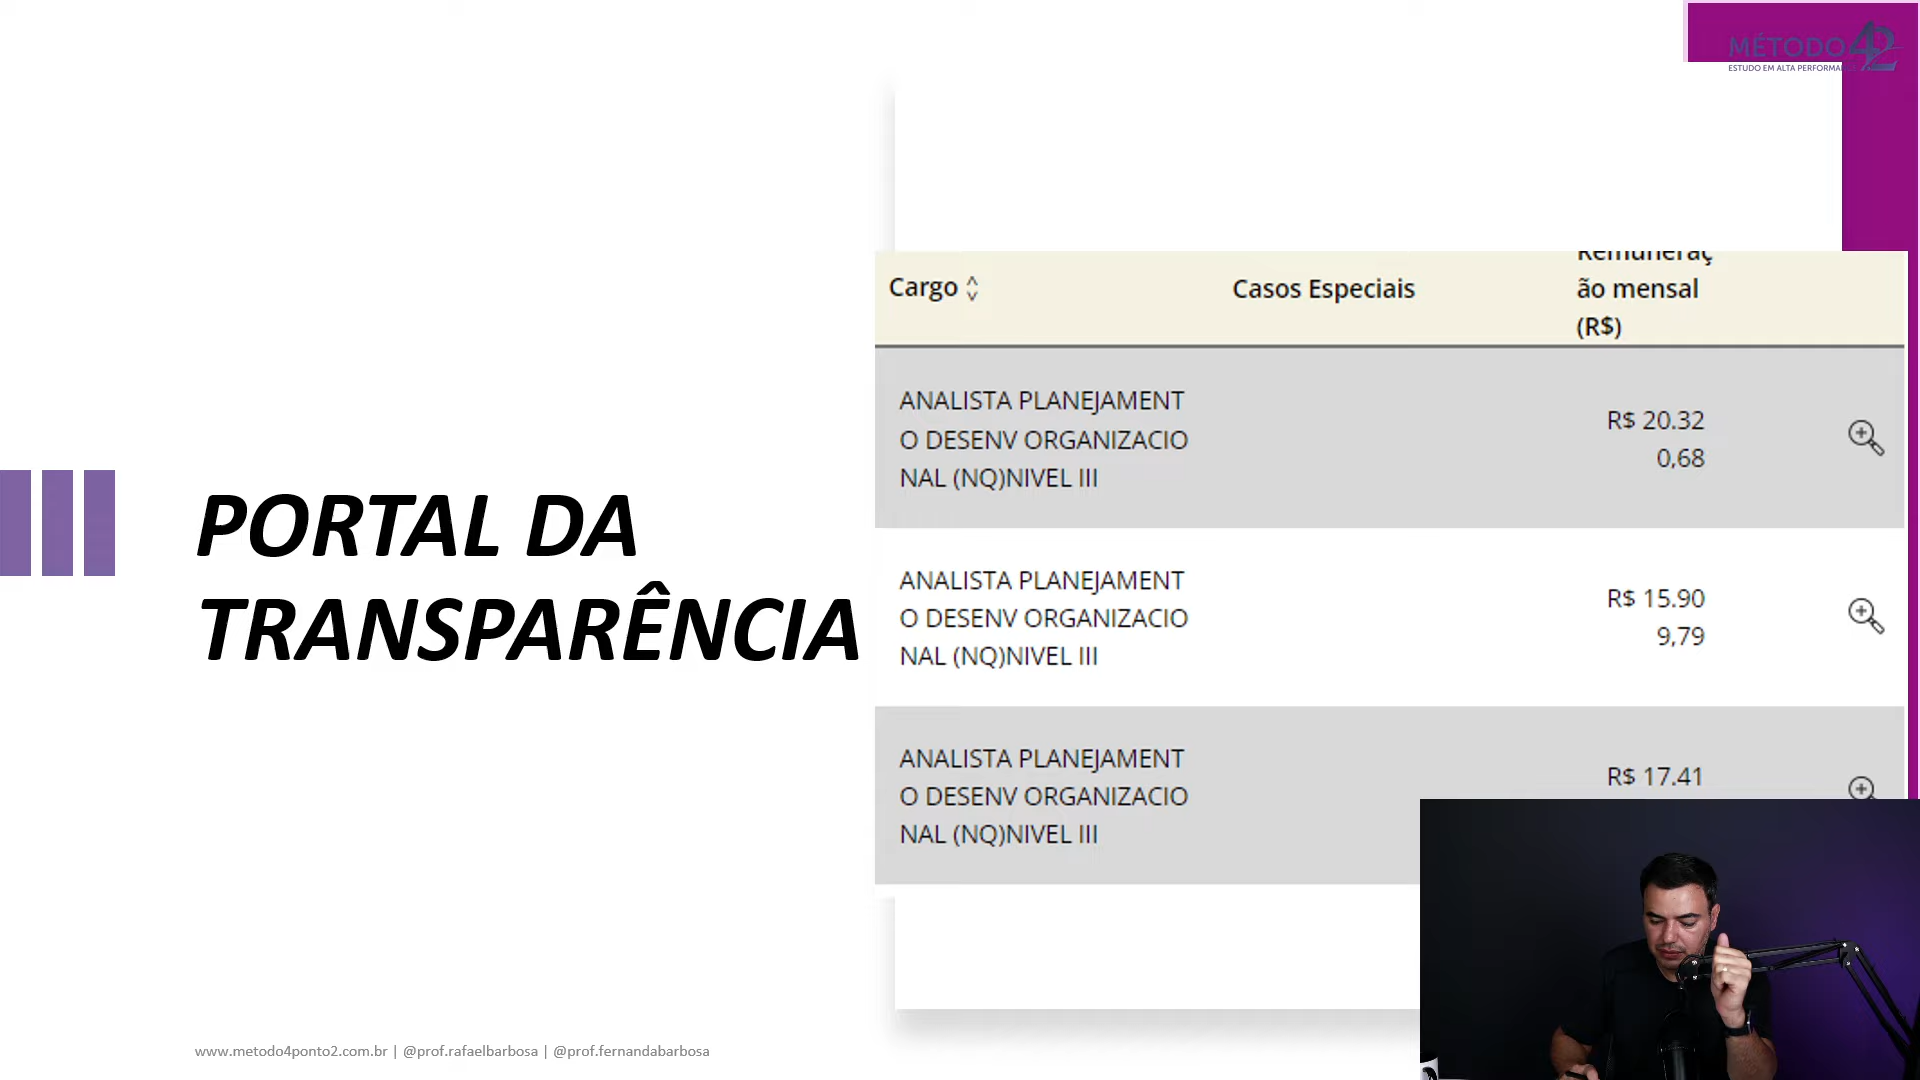 MÉTODO 42
ESTUDO EM ALTA PERFORMANCE
PORTAL DA
TRANSPARÊNCIA
Cargo
Casos Especiais
Remuneraç
ão mensal
(R$)
ANALISTA PLANEJAMENT
O DESENV ORGANIZACIO
NAL (NQ)NIVEL III
R$ 20.32
0,68
ANALISTA PLANEJAMENT
O DESENV ORGANIZACIO
NAL (NQ)NIVEL III
R$ 15.90
9,79
ANALISTA PLANEJAMENT
O DESENV ORGANIZACIO
NAL (NQ)NIVEL III
R$ 17.41
www.metodo4ponto2.com.br | @prof.rafaelbarbosa | @prof.fernandabarbosa